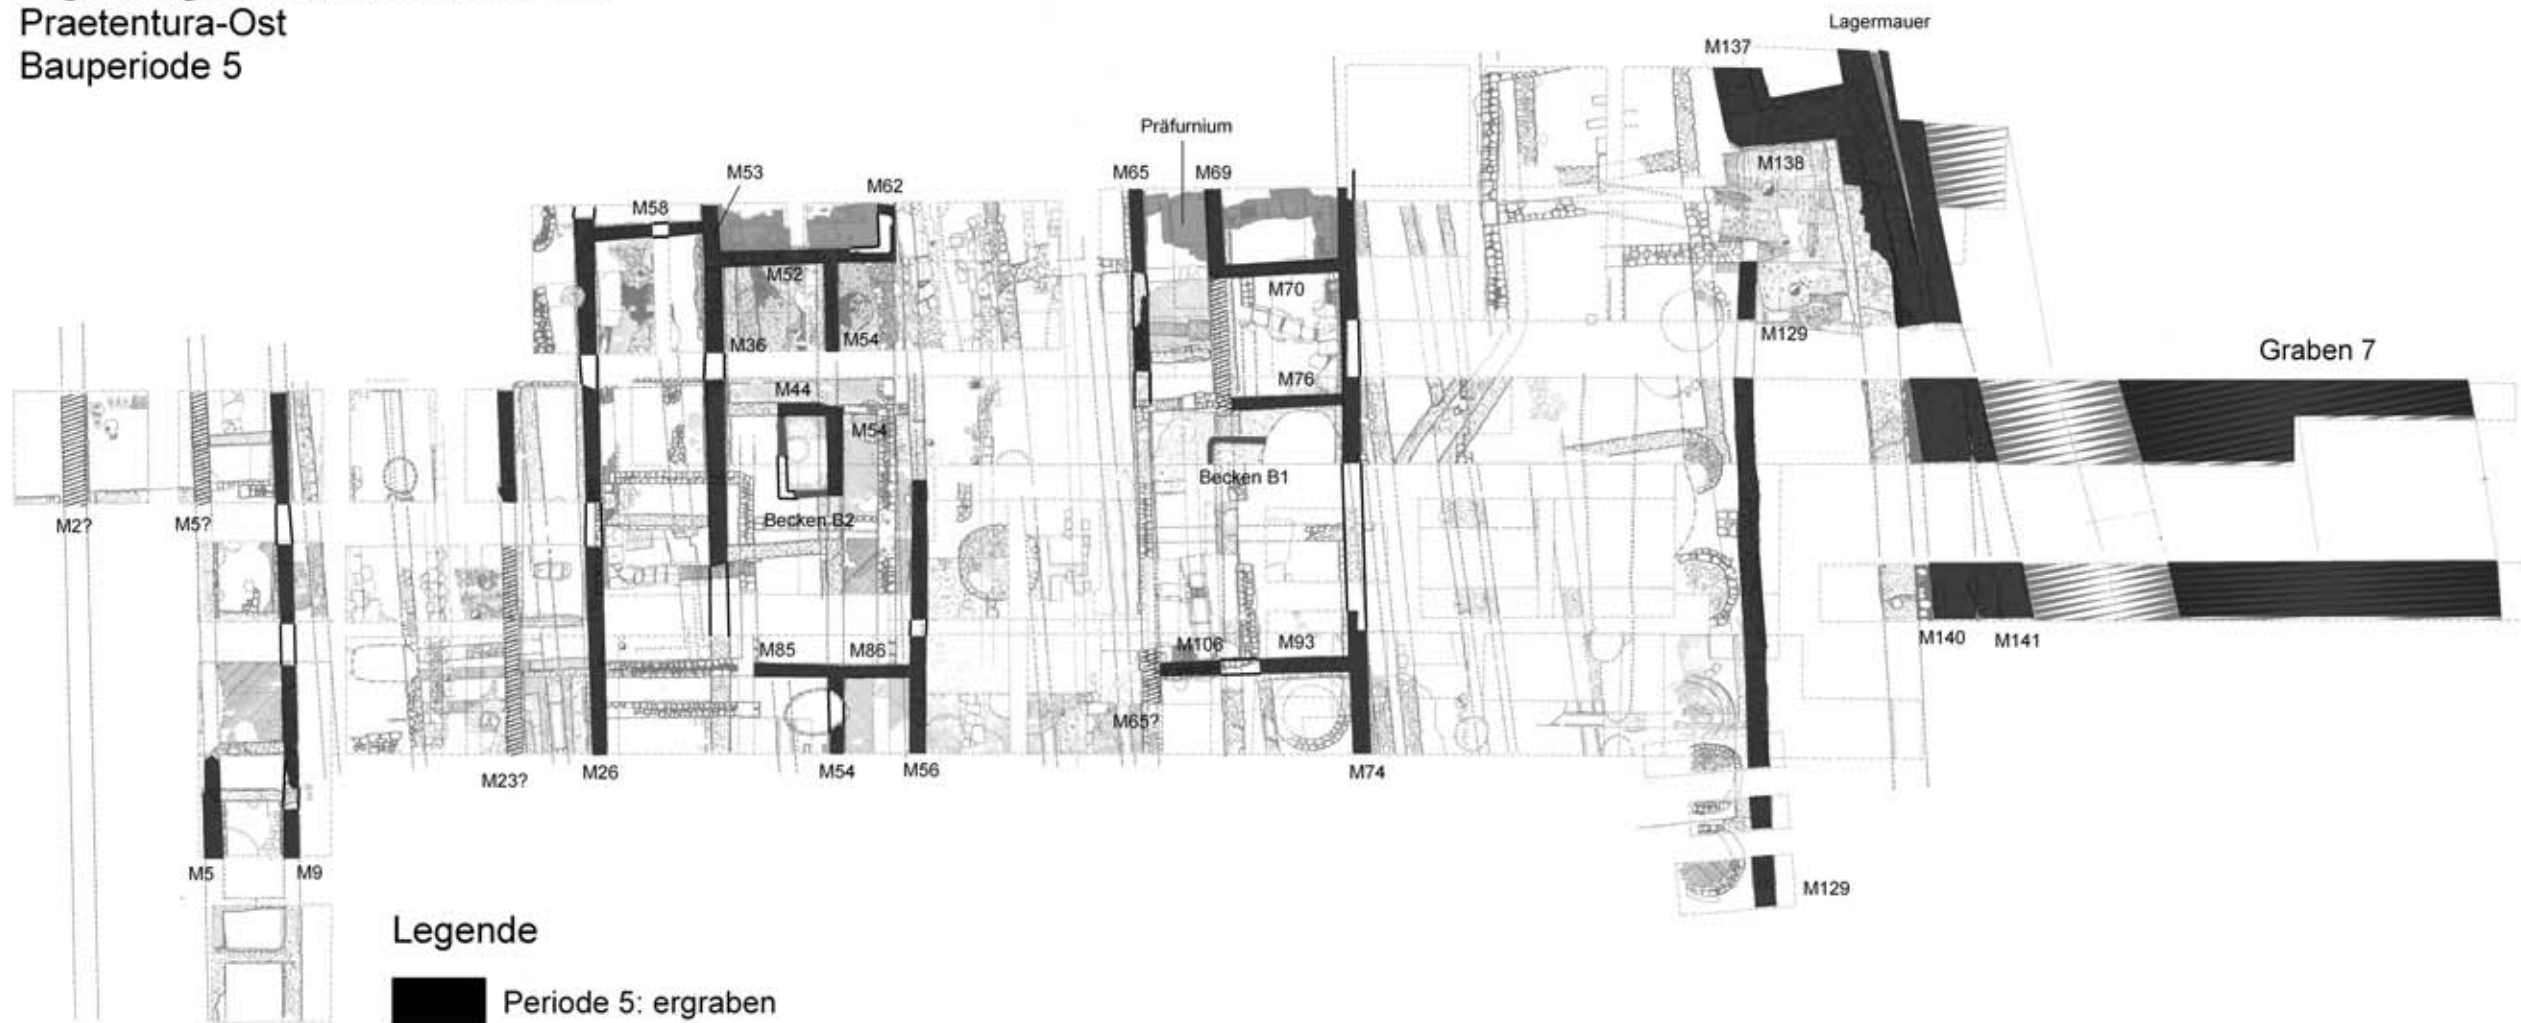 Praetentura-Ost
Bauperiode 5
Lagermauer
M137
Präfurnium
M53
M62
M65
M69
M138
M58
M52
M70
M36
M54
M129
Graben 7
M76
M44
M54
Becken B1
Becken B2
M2?
M5?
M140
M141
M85
M86
M106
M93
M65?
M23?
M26
M54
M56
M74
M5
M9
M129
Legende
Periode 5: ergraben